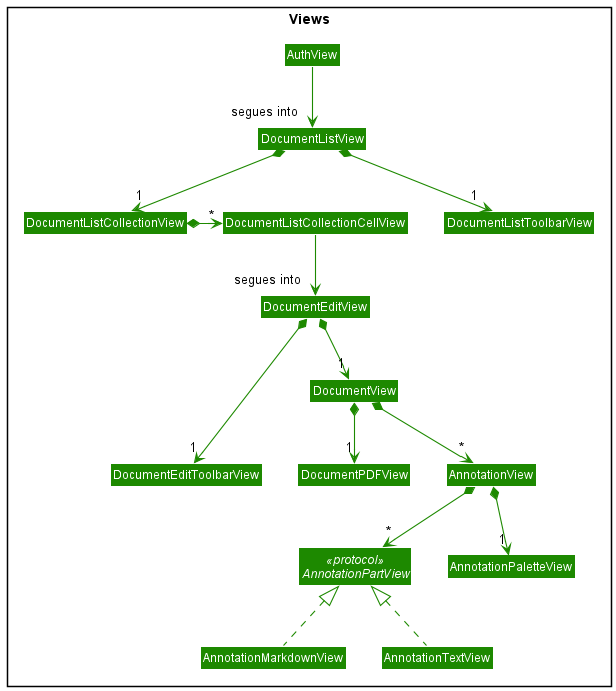 Views
AuthView
segues into
DocumentListView
1
1
DocumentListCollectionView
*
DocumentListCollectionCellView
DocumentListToolbarView
segues into
DocumentEditView
1
DocumentView
1
1
*
DocumentEditToolbarView
DocumentPDFView
AnnotationView
*
1
«protocol»
AnnotationPartView
AnnotationPaletteView
AnnotationMarkdownView
AnnotationTextView